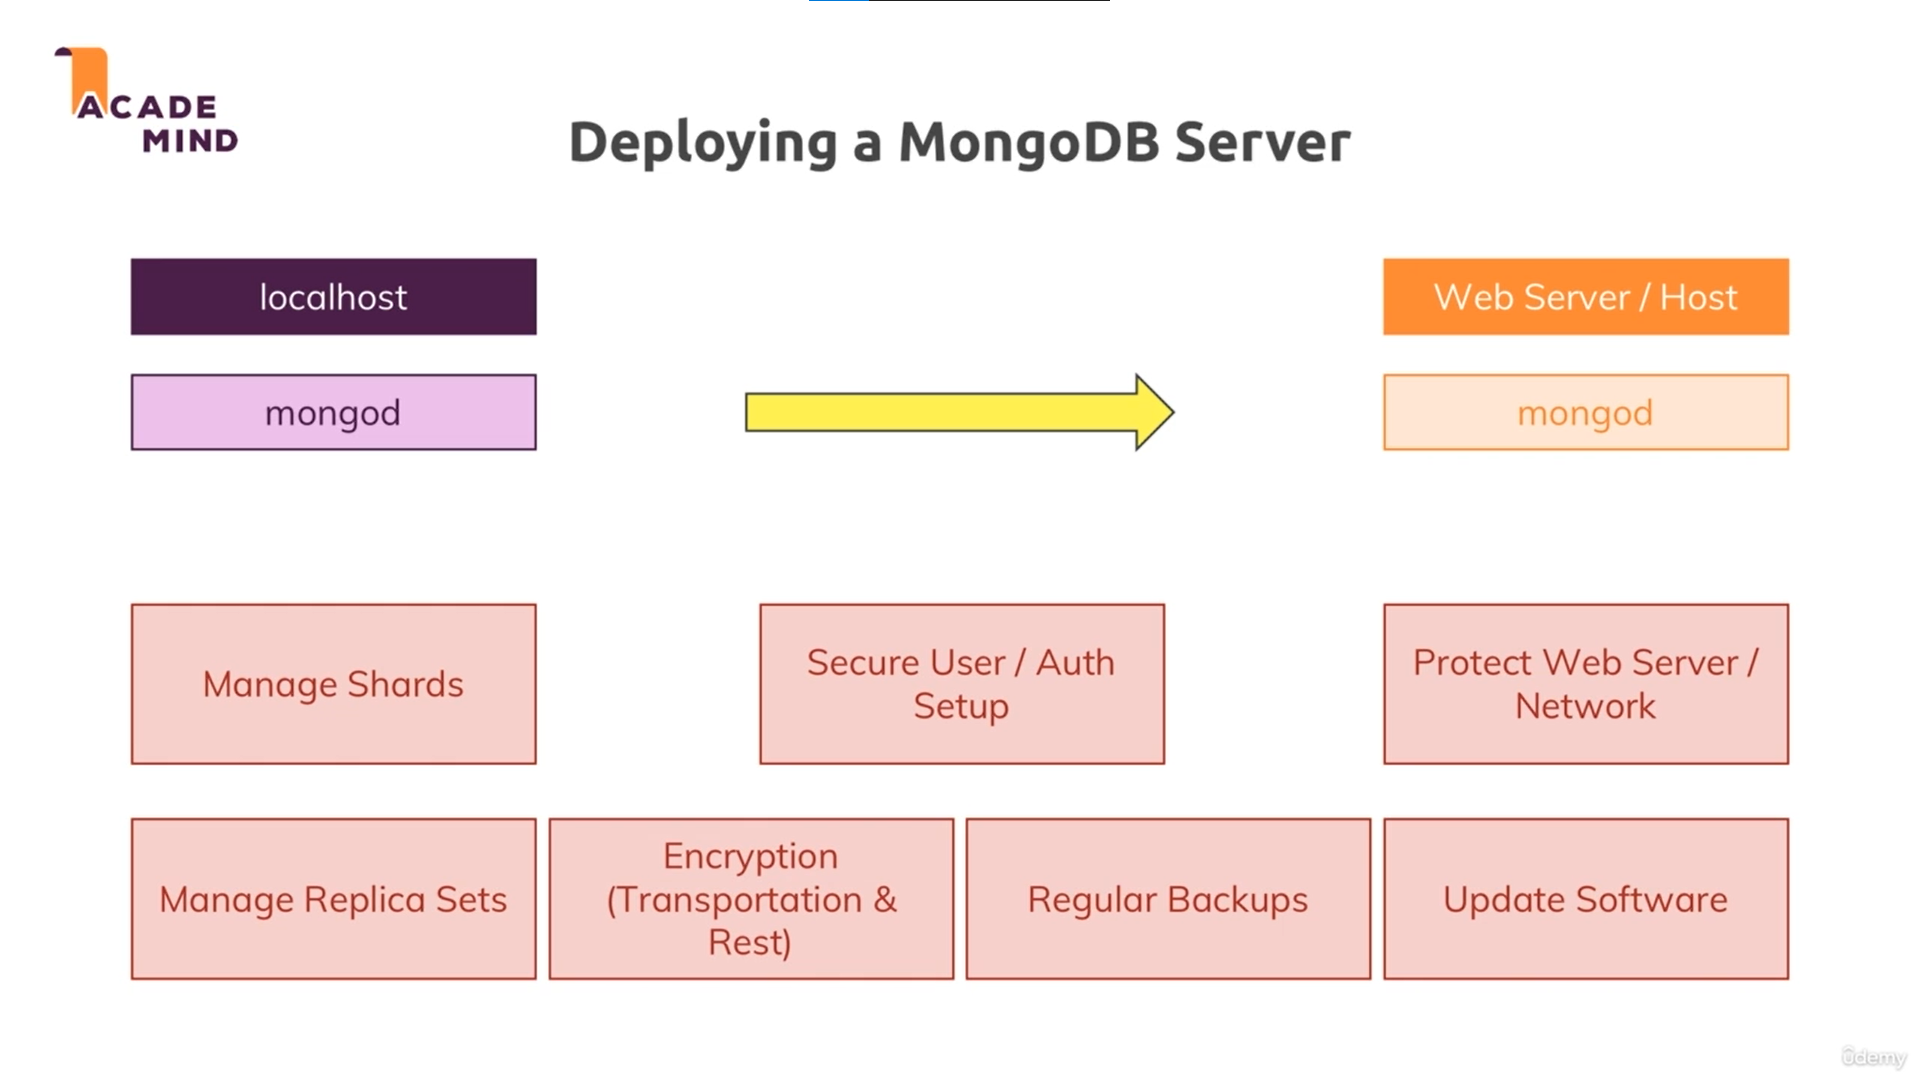 ACADE
MIND
Deploying a MongoDB Server
localhost
Web Server / Host
mongod
mongod
Manage Shards
Secure User / Auth
Setup
Protect Web Server /
Network
Manage Replica Sets
Encryption
(Transportation &
Rest)
Regular Backups
Update Software
ûdemy